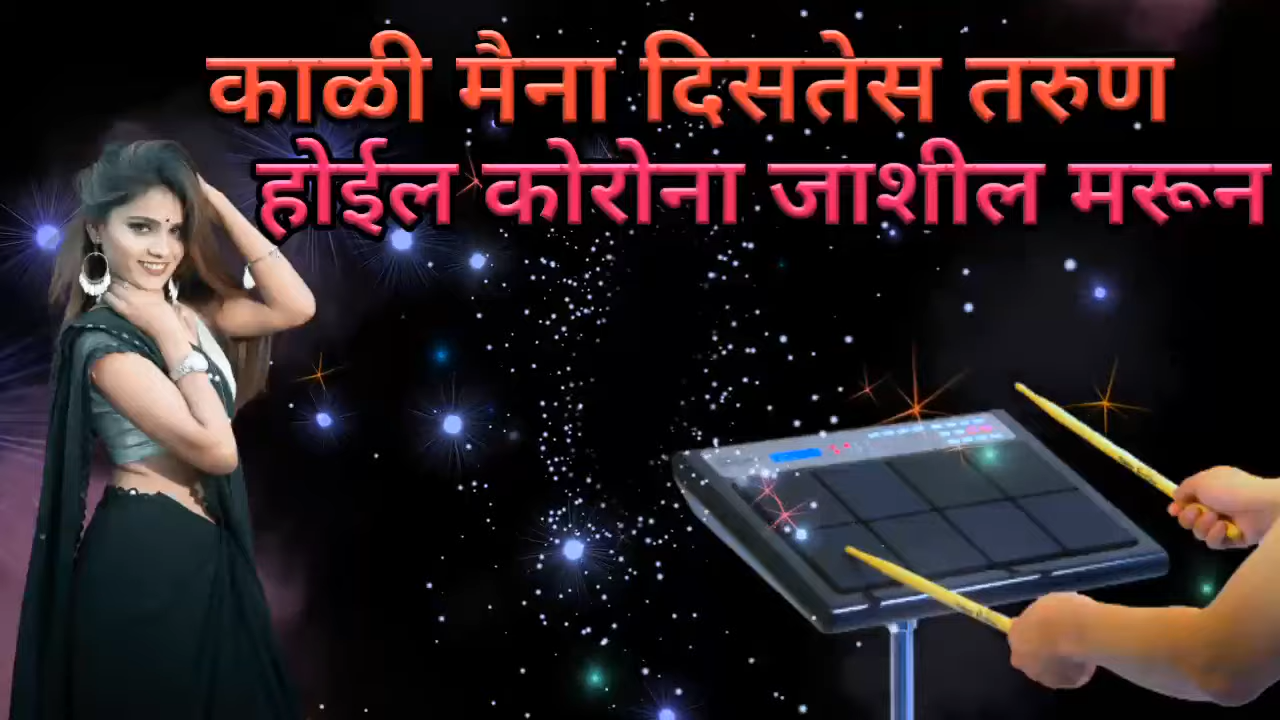 काळी मैना दिसतेस तरुण
होईल कोरोना जाशील मरून